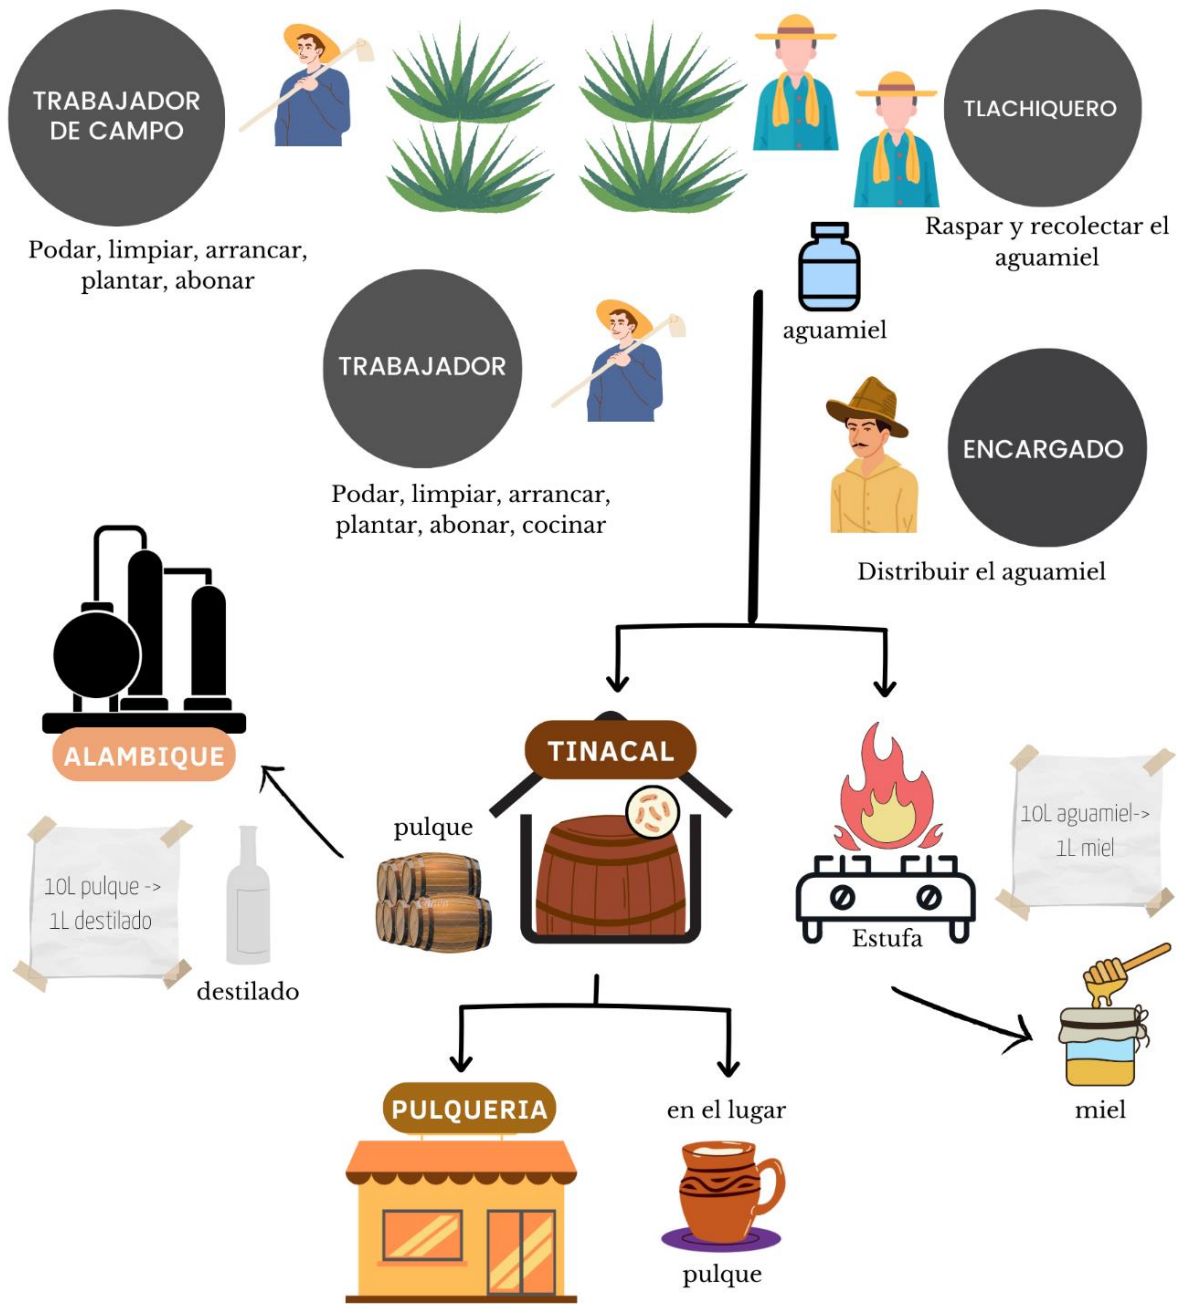 TRABAJADOR
DE CAMPO
TLACHIQUERO
Podar, limpiar, arrancar,
plantar, abonar
Raspar y recolectar el
aguamiel
aguamiel
TRABAJADOR
Podar, limpiar, arrancar,
plantar, abonar, cocinar
ENCARGADO
Distribuir el aguamiel
ALAMBIQUE
TINACAL
10L aguamiel->
1L miel
pulque
10L pulque ->
1L destilado
destilado
Estufa
miel
PULQUERIA
en el lugar
pulque